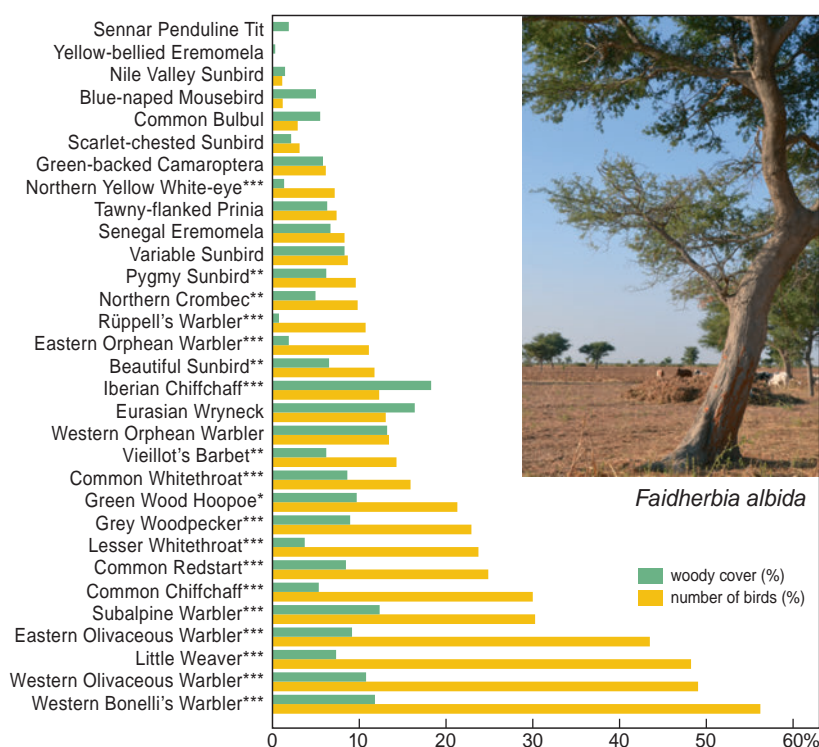 Sennar Penduline Tit
Yellow-bellied Eremomela
Nile Valley Sunbird
Blue-naped Mousebird
Common Bulbul
Scarlet-chested Sunbird
Green-backed Camaroptera
Northern Yellow White-eye***
Tawny-flanked Prinia
Senegal Eremomela
Variable Sunbird
Pygmy Sunbird**
Northern Crombec**
Rüppell's Warbler***
Eastern Orphean Warbler***
Beautiful Sunbird**
Iberian Chiffchaff***
Eurasian Wryneck
Western Orphean Warbler
Vieillot's Barbet**
Common Whitethroat***
Green Wood Hoopoe*
Grey Woodpecker***
Lesser Whitethroat***
Common Redstart***
Common Chiffchaff***
Subalpine Warbler***
Eastern Olivaceous Warbler***
Little Weaver***
Western Olivaceous Warbler***
Western Bonelli's Warbler***
Faidherbia albida
woody cover (%)
number of birds (%)
0 10 20 30 40 50 60%